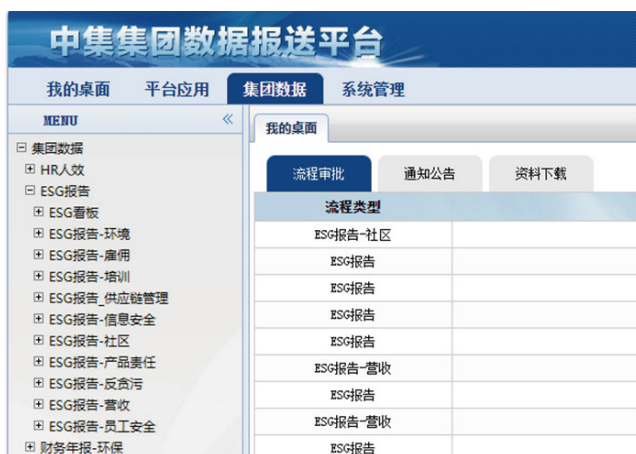 中集集团数据报送平台
我的桌面 平台应用 集团数据 系统管理
MENU
我的桌面
集团数据
HR人效
ESG报告
ESG看板
ESG报告-环境
ESG报告-雇佣
ESG报告-培训
ESG报告_供应链管理
ESG报告-信息安全
ESG报告-社区
ESG报告-产品责任
ESG报告-反贪污
ESG报告-营收
ESG报告-员工安全
财务年报-环保
流程审批 通知公告 资料下载
流程类型
ESG报告-社区
ESG报告
ESG报告
ESG报告
ESG报告
ESG报告-营收
ESG报告
ESG报告-营收
ESG报告